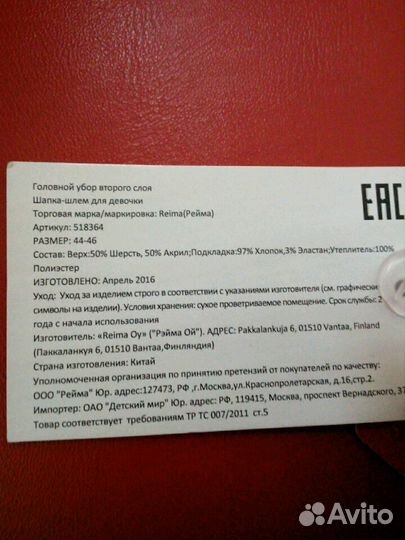 Головной убор второго слоя
Шапка-шлем для девочки
Торговая марка/маркировка: Reima(Рейма)
Артикул: 518364
РАЗМЕР: 44-46
Состав: Верх:50% Шерсть, 50% Акрил;Подкладка:97% Хлопок,3% Эластан;Утеплитель:100%
Полиэстер
ИЗГОТОВЛЕНО: Апрель 2016
Уход: Уход за изделием строго в соответствии с указаниями изготовителя (см. графически
символы на изделии). Условия хранения: сухое проветриваемое помещение. Срок службы: 2
года с начала использования
Изготовитель: «Reima Oy» ("Рэйма Ой"). АДРЕС: Pakkalankuja 6, 01510 Vantaa, Finland
(Паккаланкуя 6, 01510 Вантаа,Финляндия)
Страна изготовления: Китай
Уполномоченная организация по принятию претензий от покупателей по качеству:
ООО "Рейма" Юр. адрес:127473, РФ ,г.Москва,ул.Краснопролетарская, д.16,стр.2.
Импортер: ОАО "Детский мир" Юр. адрес: РФ, 119415, Москва, проспект Вернадского, 37
Товар соответствует требованиям ТР ТС 007/2011 ст.5
EAC
Avito